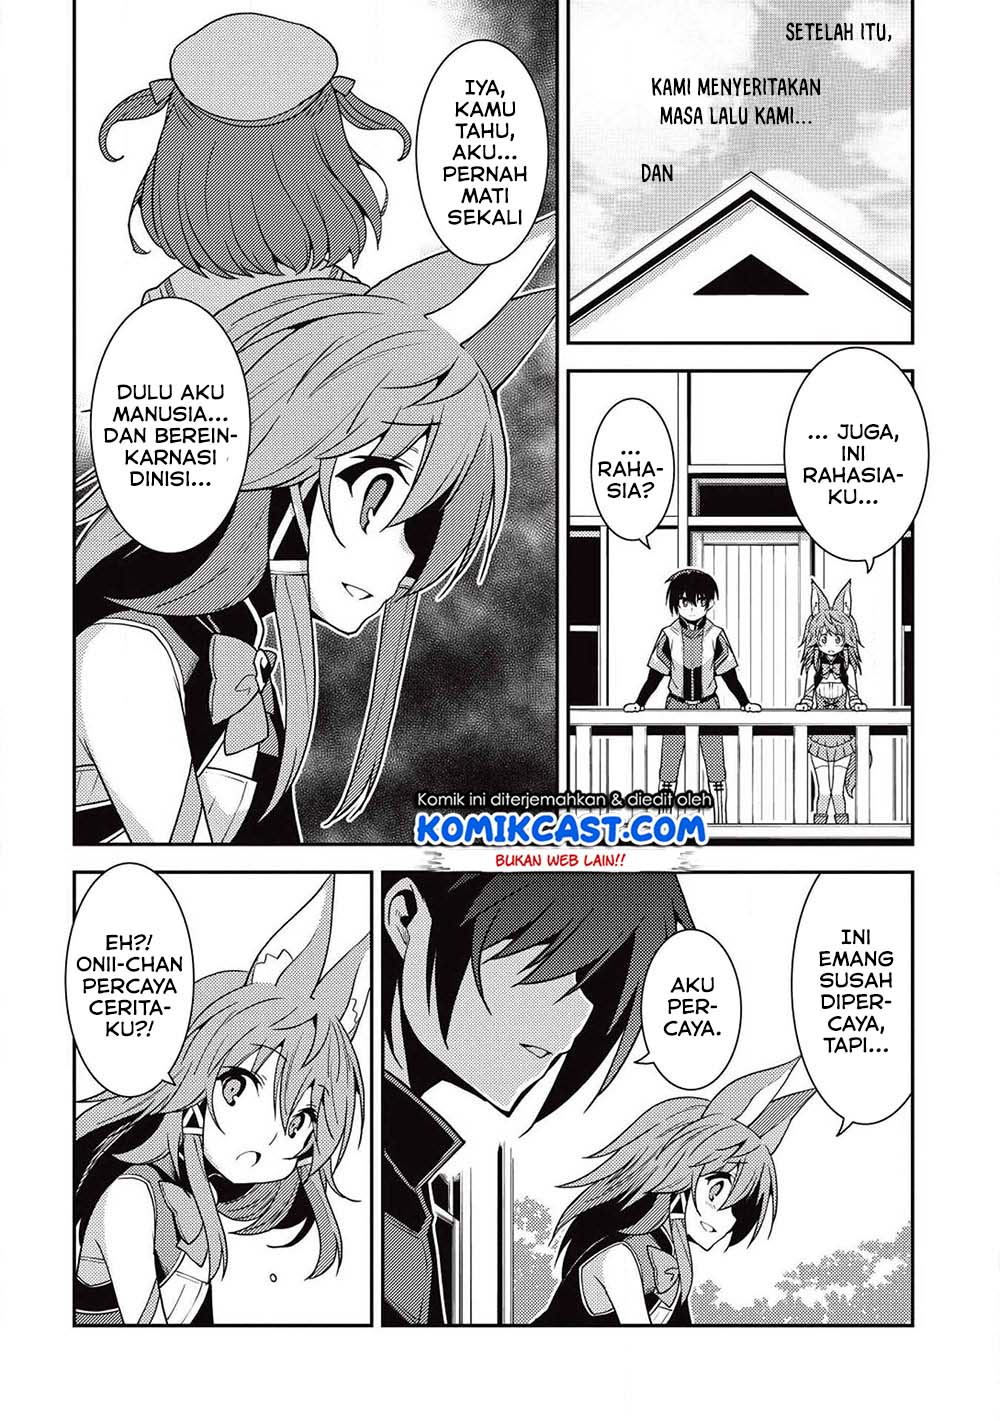 SETELAH ITU,
KAMI MENYERITAKAN
MASA LALU KAMI...
DAN
... JUGA,
INI
RAHASIA-
KU...
...
RAHA-
SIA?
IYA,
KAMU
TAHU,
AKU...
PERNAH
MATI
SEKALI
DULU AKU
MANUSIA...
DAN BEREIN-
KARNASI
DINISI...
Komik ini diterjemahkan & diedit oleh
KOMIKCAST.COM
BUKAN WEB LAIN!!
INI
EMANG
SUSAH
DIPER-
CAYA,
TAPI...
AKU
PER-
CAYA.
EH?!
ONII-CHAN
PERCAYA
CERITA-
KU?!